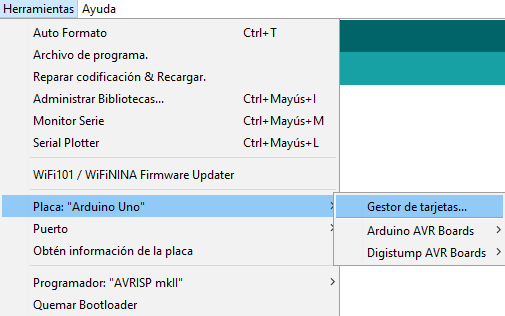 Herramientas Ayuda
Auto Formato Ctrl+T
Archivo de programa.
Reparar codificación & Recargar.
Administrar Bibliotecas... Ctrl+Mayús+I
Monitor Serie Ctrl+Mayús+M
Serial Plotter Ctrl+Mayús+L
WiFi101 / WiFiNINA Firmware Updater
Placa: "Arduino Uno" Gestor de tarjetas...
Puerto Arduino AVR Boards
Obtén información de la placa Digistump AVR Boards
Programador: "AVRISP mkII"
Quemar Bootloader